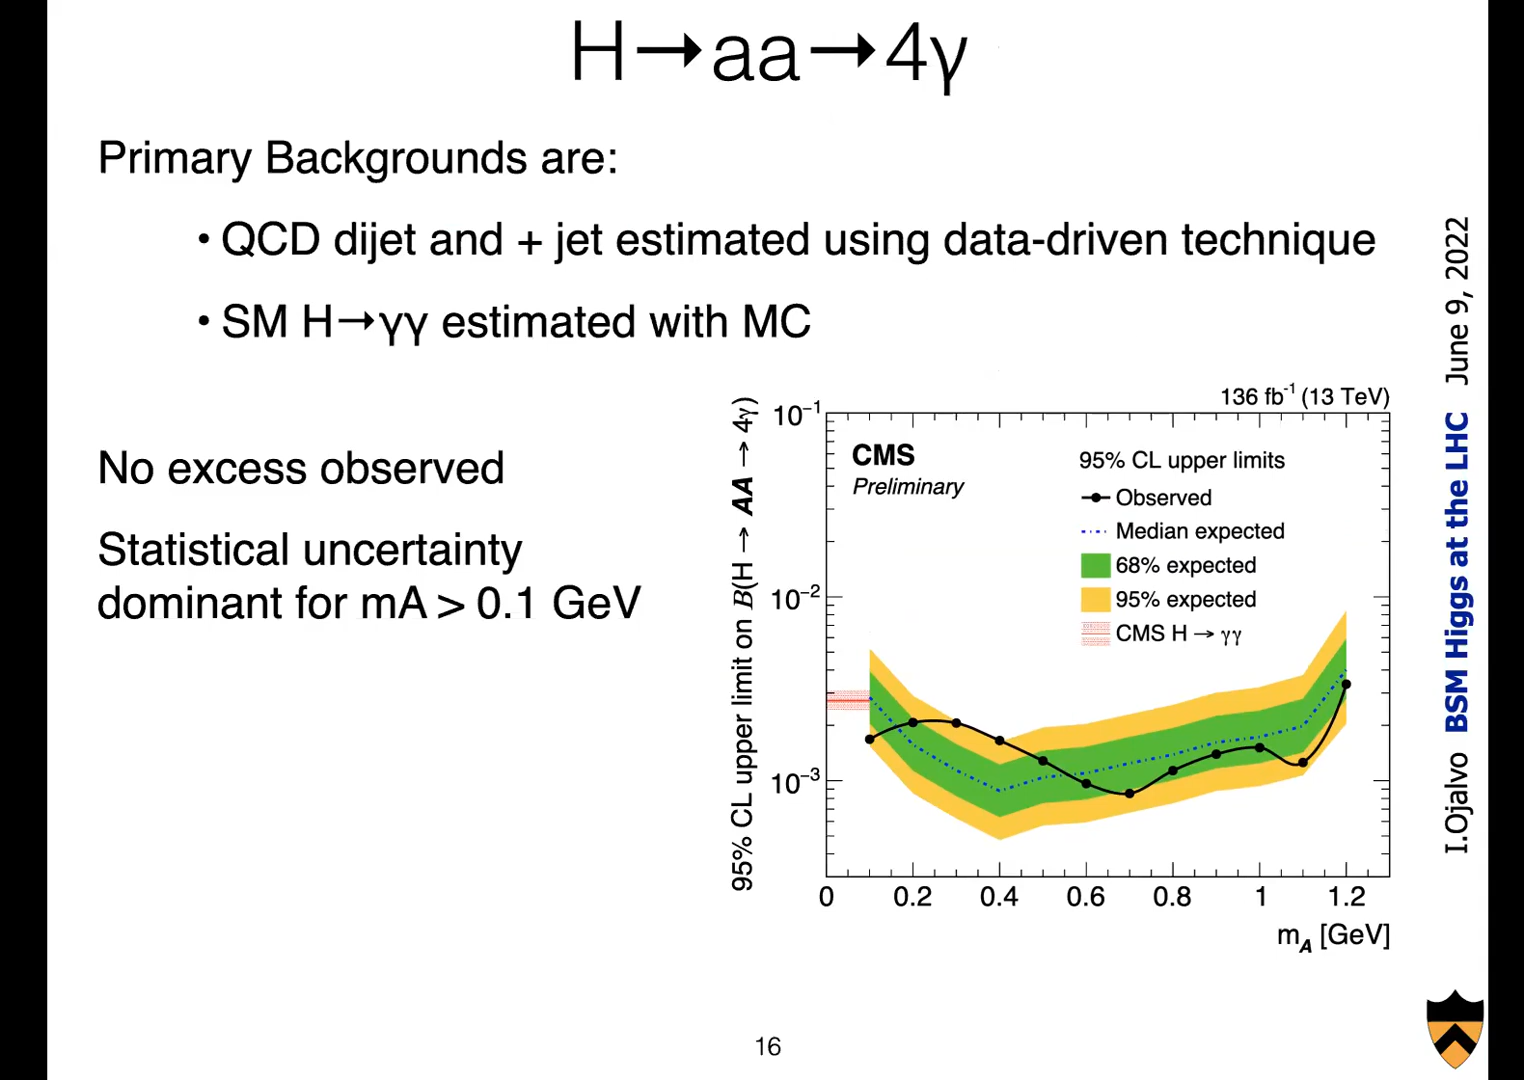 H→aa→4γ
Primary Backgrounds are:
• QCD dijet and + jet estimated using data-driven technique
• SM H→γγ estimated with MC
No excess observed
Statistical uncertainty
dominant for mA > 0.1 GeV
136 fb⁻¹ (13 TeV)
95% CL upper limit on B(H → AA → 4γ)
10⁻¹
10⁻²
10⁻³
CMS
Preliminary
95% CL upper limits
Observed
Median expected
68% expected
95% expected
CMS H → γγ
0 0.2 0.4 0.6 0.8 1 1.2
m_A [GeV]
I.Ojalvo BSM Higgs at the LHC June 9, 2022
16